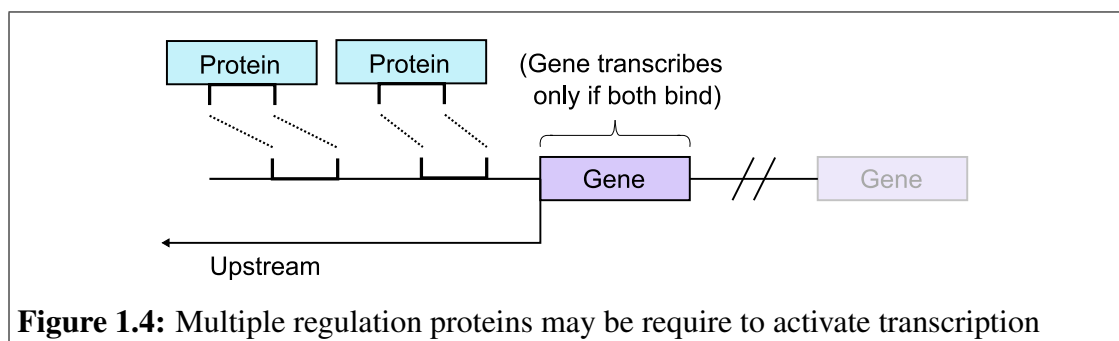 Protein
Protein
(Gene transcribes
only if both bind)
Gene
Gene
Upstream
Figure 1.4: Multiple regulation proteins may be require to activate transcription